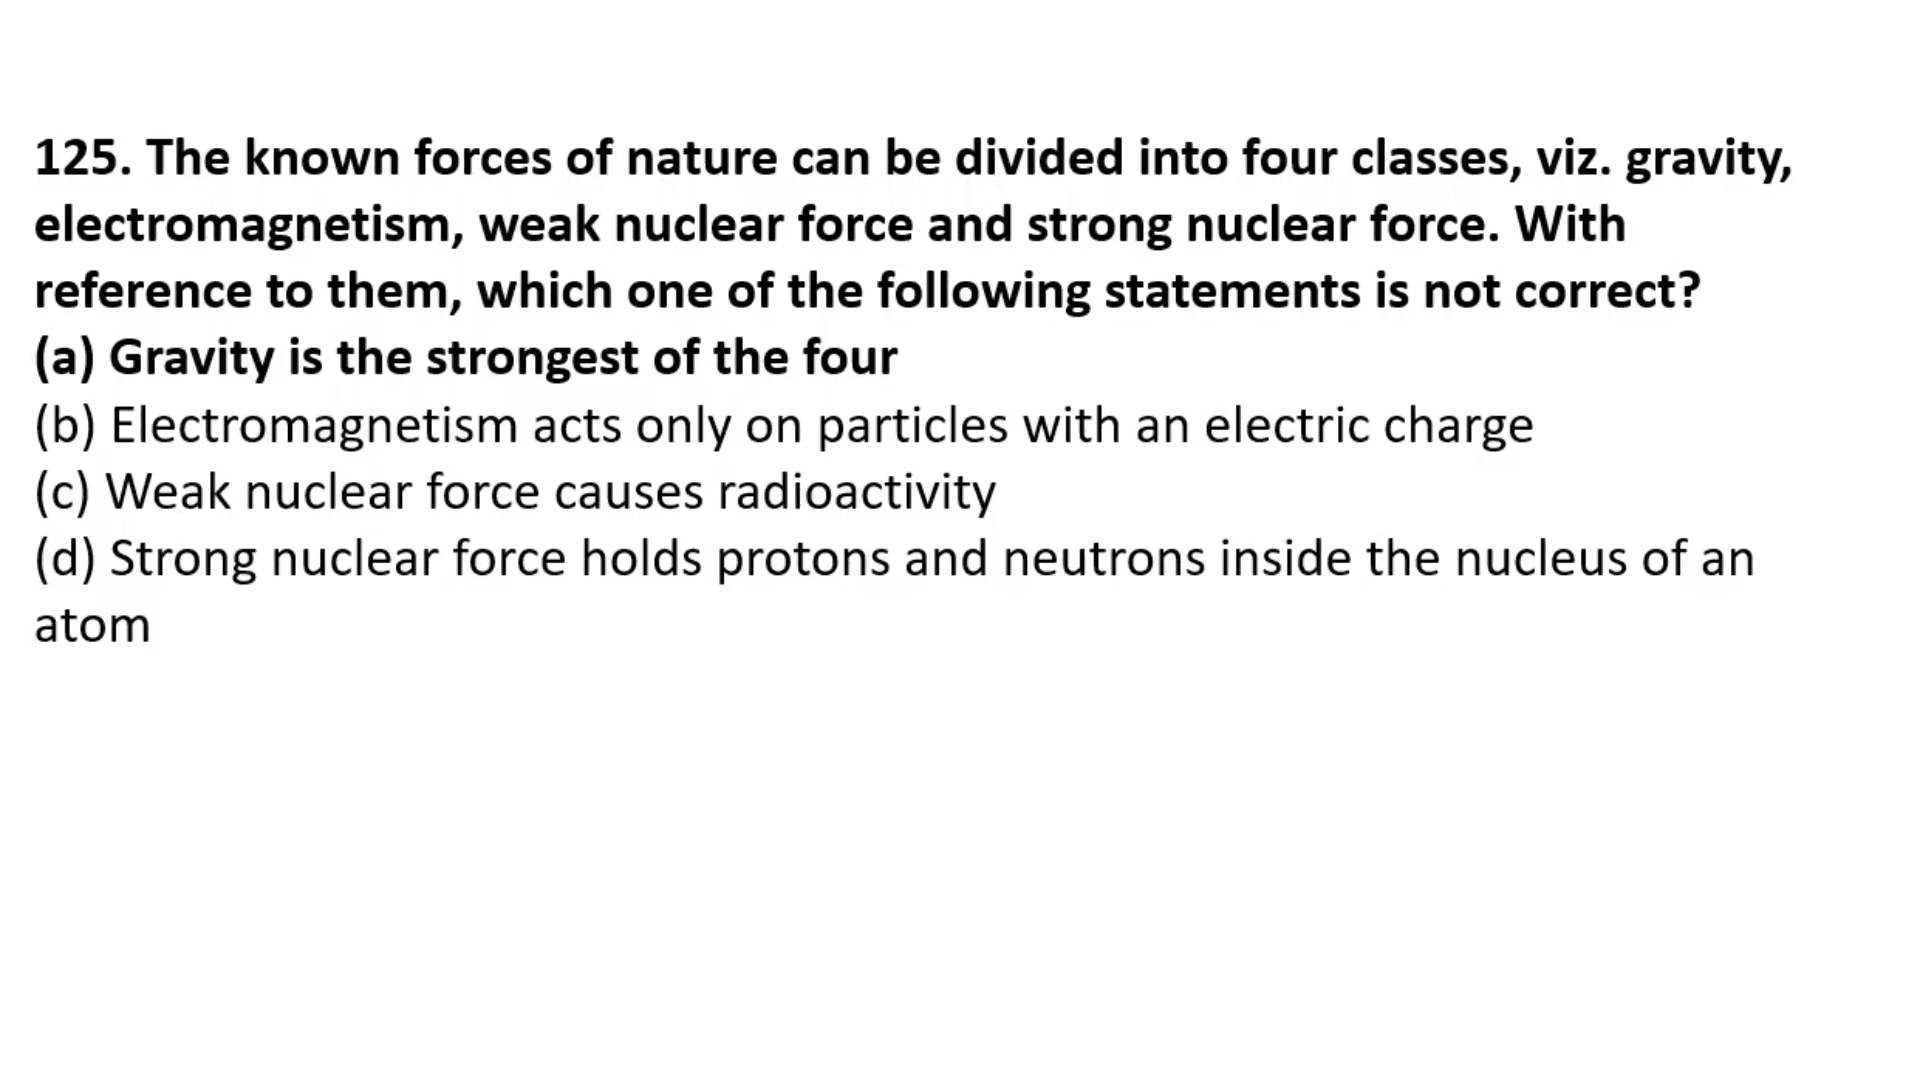 125. The known forces of nature can be divided into four classes, viz. gravity,
electromagnetism, weak nuclear force and strong nuclear force. With
reference to them, which one of the following statements is not correct?
(a) Gravity is the strongest of the four
(b) Electromagnetism acts only on particles with an electric charge
(c) Weak nuclear force causes radioactivity
(d) Strong nuclear force holds protons and neutrons inside the nucleus of an
atom